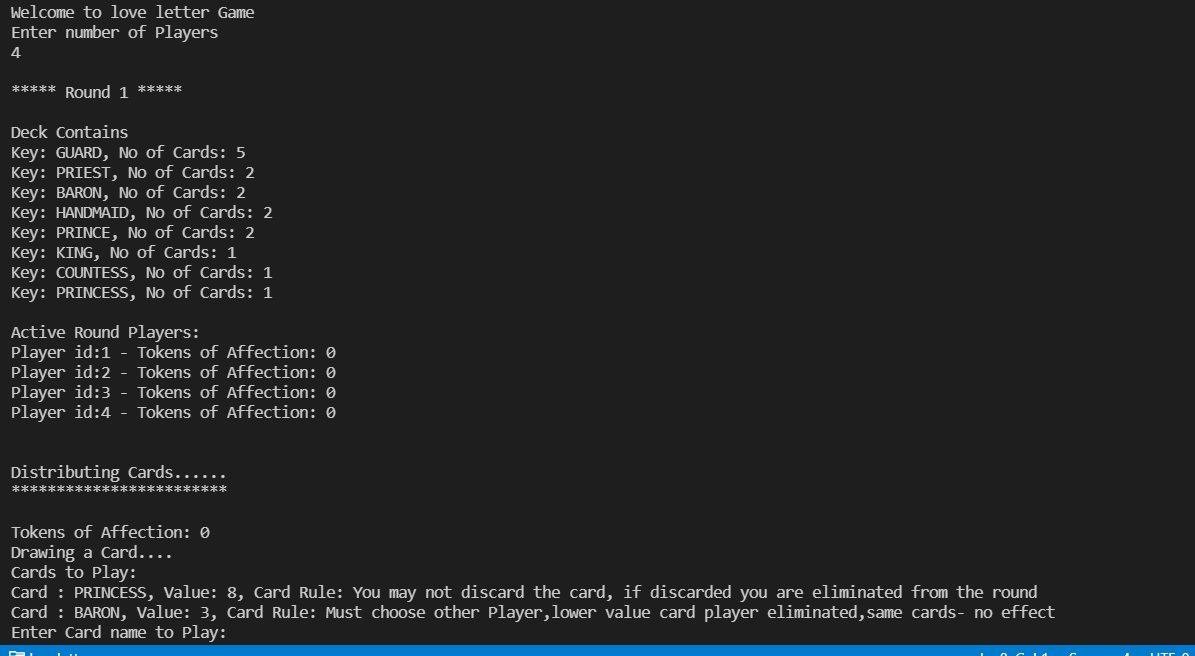 Welcome to love letter Game
Enter number of Players
4
***** Round 1 *****
Deck Contains
Key: GUARD, No of Cards: 5
Key: PRIEST, No of Cards: 2
Key: BARON, No of Cards: 2
Key: HANDMAID, No of Cards: 2
Key: PRINCE, No of Cards: 2
Key: KING, No of Cards: 1
Key: COUNTESS, No of Cards: 1
Key: PRINCESS, No of Cards: 1
Active Round Players:
Player id:1 - Tokens of Affection: 0
Player id:2 - Tokens of Affection: 0
Player id:3 - Tokens of Affection: 0
Player id:4 - Tokens of Affection: 0
Distributing Cards......
************************
Tokens of Affection: 0
Drawing a Card....
Cards to Play:
Card : PRINCESS, Value: 8, Card Rule: You may not discard the card, if discarded you are eliminated from the round
Card : BARON, Value: 3, Card Rule: Must choose other Player,lower value card player eliminated,same cards- no effect
Enter Card name to Play: